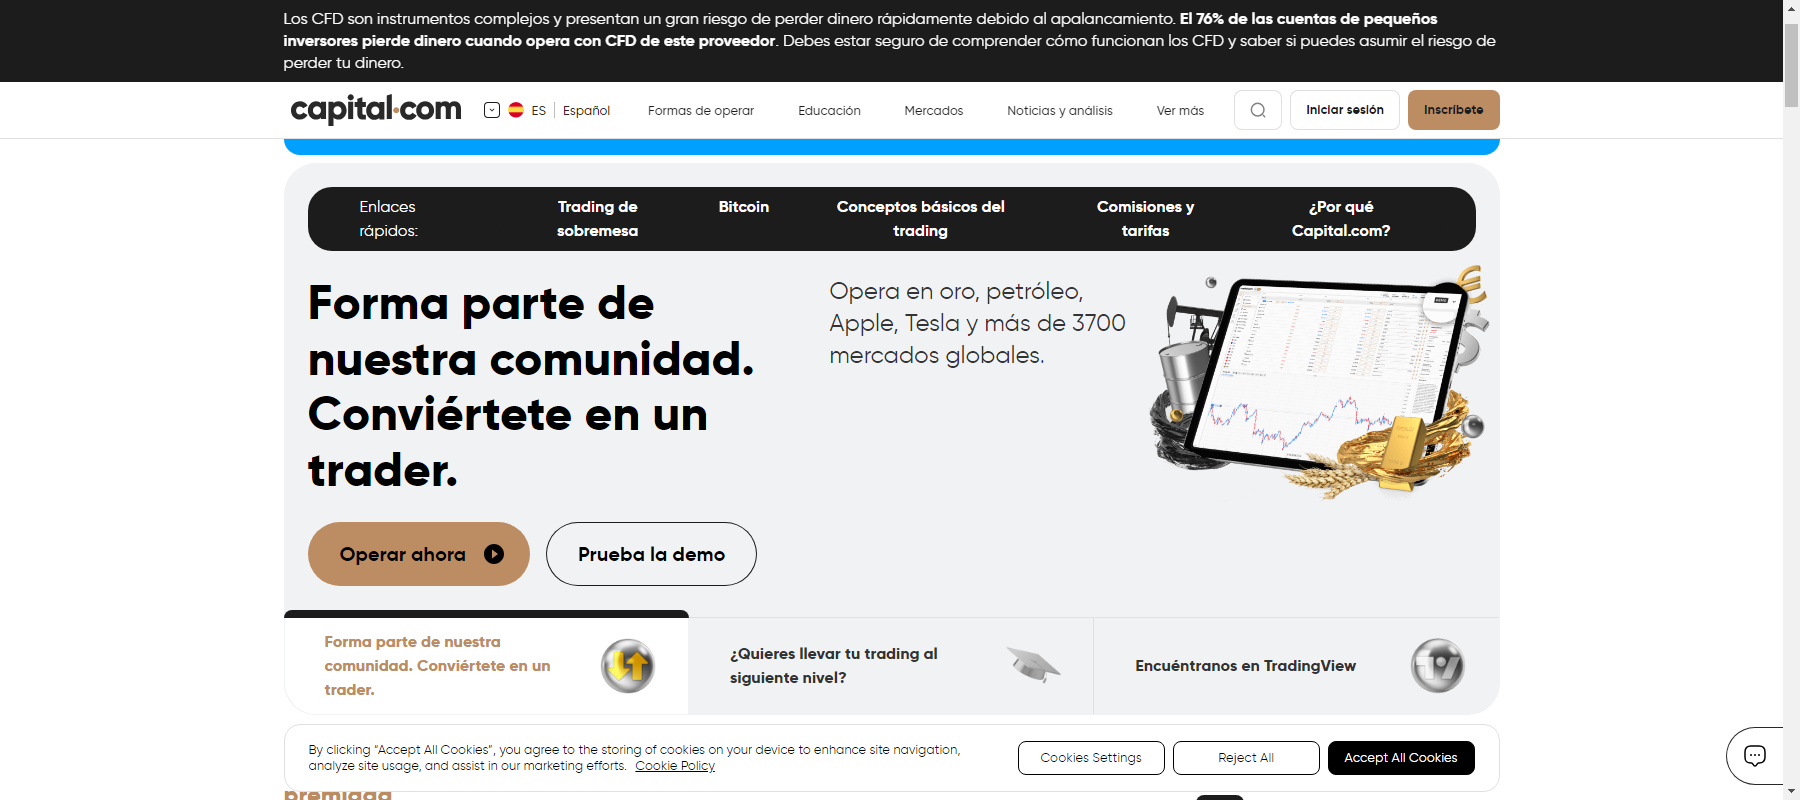 Los CFD son instrumentos complejos y presentan un gran riesgo de perder dinero rápidamente debido al apalancamiento. El 76% de las cuentas de pequeños
inversores pierde dinero cuando opera con CFD de este proveedor. Debes estar seguro de comprender cómo funcionan los CFD y saber si puedes asumir el riesgo de
perder tu dinero.
capital.com
ES
Español
Formas de operar
Educación
Mercados
Noticias y análisis
Ver más
Iniciar sesión
Inscríbete
Enlaces
rápidos:
Trading de
sobremesa
Bitcoin
Conceptos básicos del
trading
Comisiones y
tarifas
¿Por qué
Capital.com?
Forma parte de
nuestra comunidad.
Conviértete en un
trader.
Opera en oro, petróleo,
Apple, Tesla y más de 3700
mercados globales.
Operar ahora
Prueba la demo
Forma parte de nuestra
comunidad. Conviértete en un
trader.
¿Quieres llevar tu trading al
siguiente nivel?
Encuéntranos en TradingView
By clicking “Accept All Cookies”, you agree to the storing of cookies on your device to enhance site navigation,
analyze site usage, and assist in our marketing efforts. Cookie Policy
Cookies Settings
Reject All
Accept All Cookies
premiada